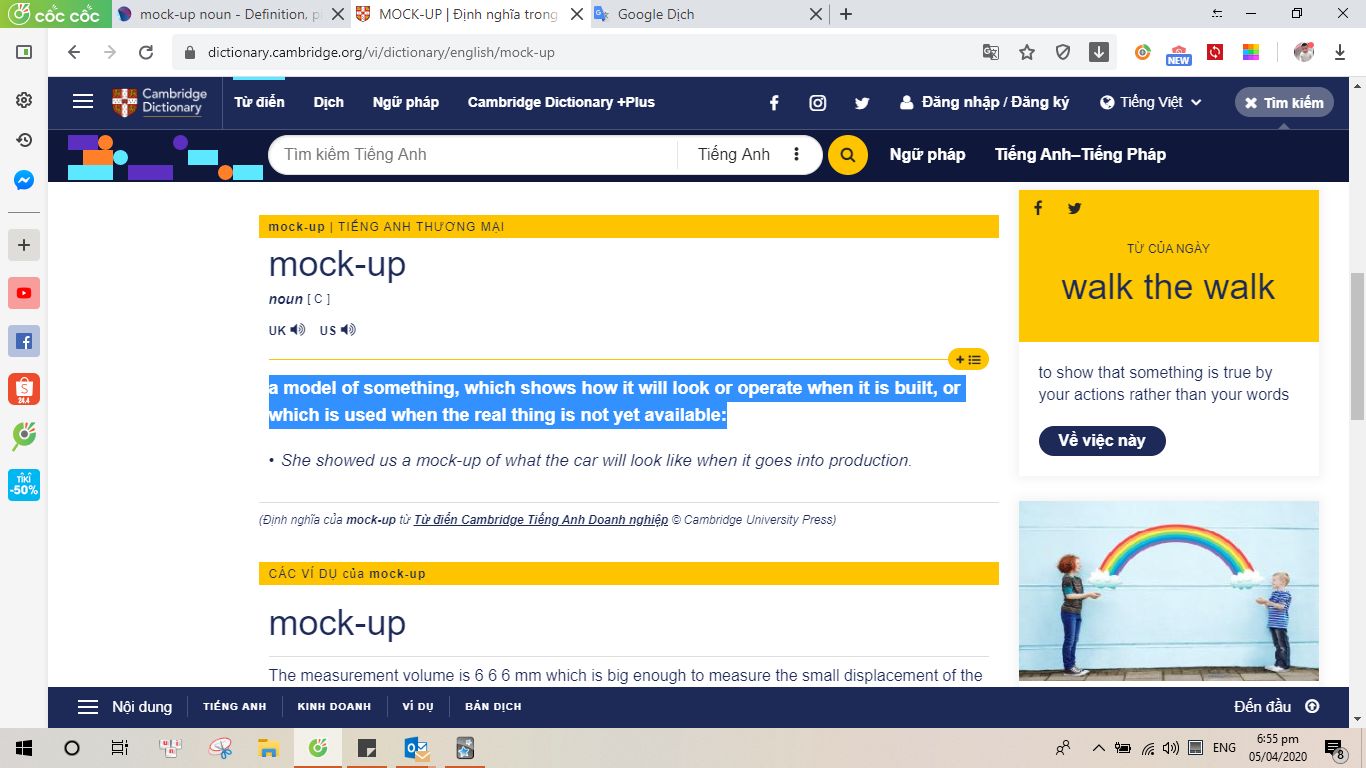 cốc cốc
mock-up noun - Definition, p
MOCK-UP | Định nghĩa trong
Google Dịch
dictionary.cambridge.org/vi/dictionary/english/mock-up
NEW
Cambridge
Dictionary
Từ điển
Dịch
Ngữ pháp
Cambridge Dictionary +Plus
Đăng nhập / Đăng ký
Tiếng Việt
Tìm kiếm
Tìm kiếm Tiếng Anh
Tiếng Anh
Ngữ pháp
Tiếng Anh–Tiếng Pháp
mock-up | TIẾNG ANH THƯƠNG MẠI
mock-up
noun [ C ]
UK US
a model of something, which shows how it will look or operate when it is built, or
which is used when the real thing is not yet available:
• She showed us a mock-up of what the car will look like when it goes into production.
(Định nghĩa của mock-up từ Từ điển Cambridge Tiếng Anh Doanh nghiệp © Cambridge University Press)
CÁC VÍ DỤ của mock-up
mock-up
The measurement volume is 6 6 6 mm which is big enough to measure the small displacement of the
TỪ CỦA NGÀY
walk the walk
to show that something is true by
your actions rather than your words
Về việc này
24.4
TIKI
-50%
Nội dung
TIẾNG ANH
KINH DOANH
VÍ DỤ
BẢN DỊCH
Đến đầu
ENG
6:55 pm
05/04/2020
8